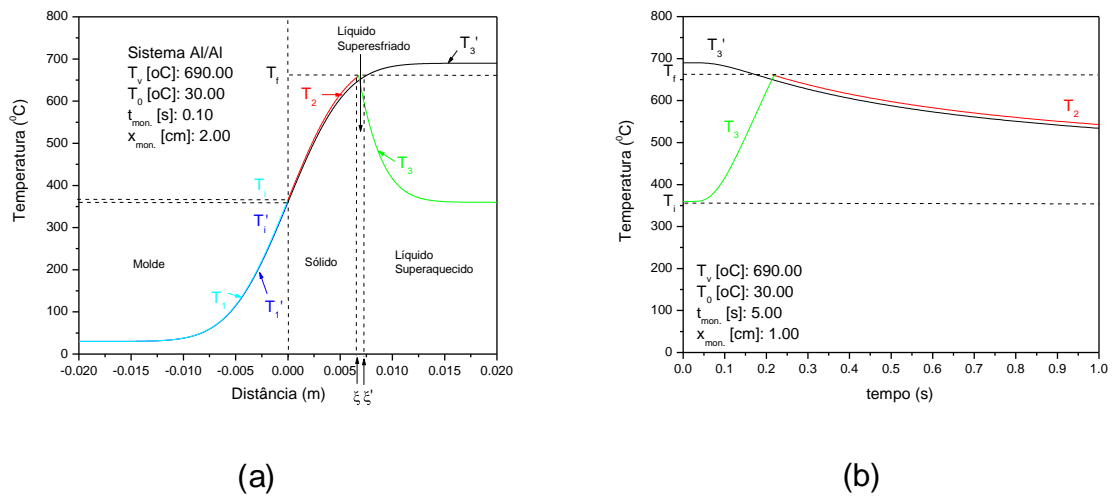 800
700
600
500
400
300
200
100
0
Temperatura (⁰C)
Sistema Al/Al
T_v [oC]: 690.00
T_0 [oC]: 30.00
t_mon. [s]: 0.10
x_mon. [cm]: 2.00
Líquido
Superesfriado
T_3'
T_f
T_2
T_3
T_i
T_i'
Molde
Sólido
Líquido
Superaquecido
T_1
T_1'
-0.020
-0.015
-0.010
-0.005
0.000
0.005
0.010
0.015
0.020
Distância (m)
ξ ξ'
(a)
800
700
600
500
400
300
200
100
0
Temperatura (⁰C)
T_3'
T_f
T_3
T_2
T_i
T_v [oC]: 690.00
T_0 [oC]: 30.00
t_mon. [s]: 5.00
x_mon. [cm]: 1.00
0.0
0.1
0.2
0.3
0.4
0.5
0.6
0.7
0.8
0.9
1.0
tempo (s)
(b)